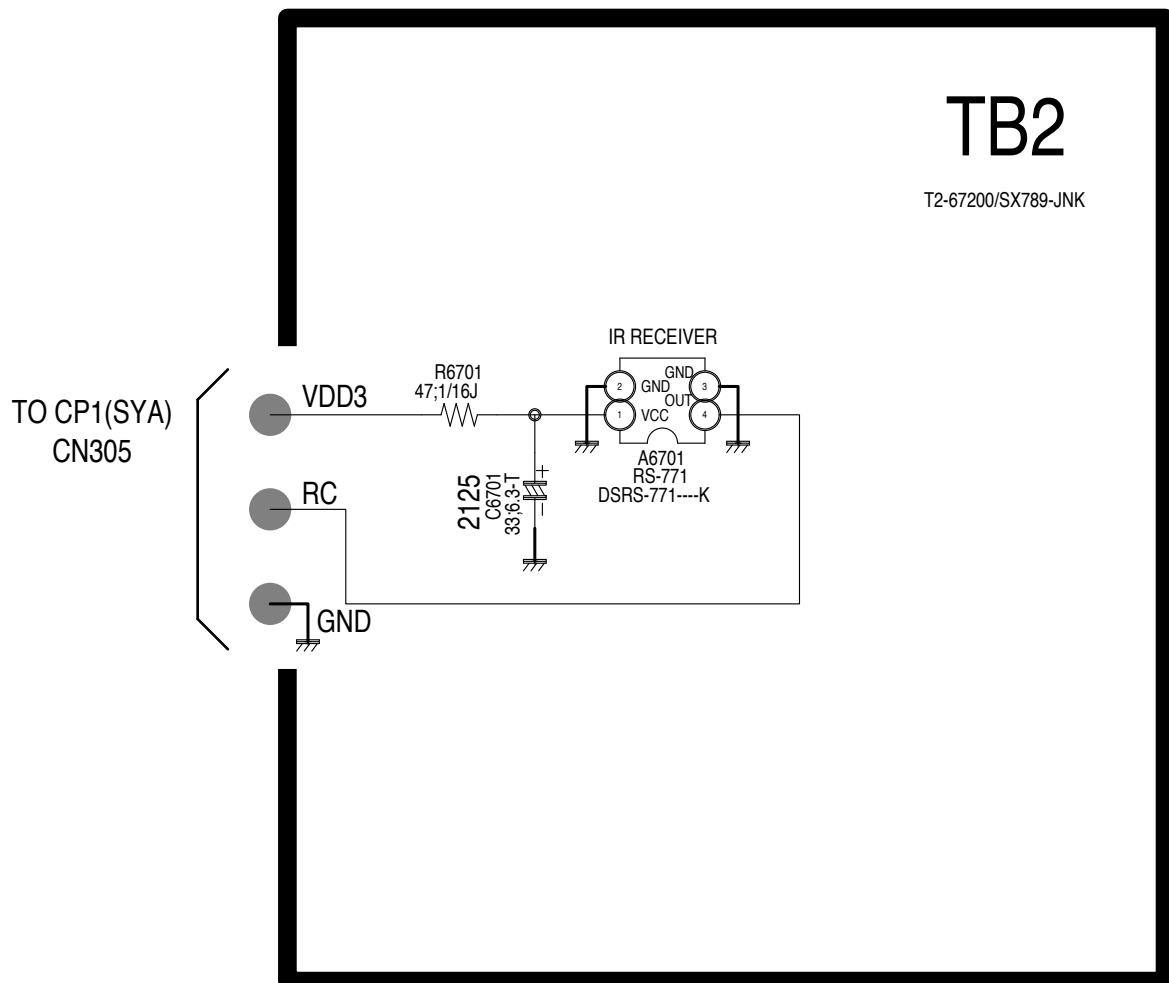 TB2
T2-67200/SX789-JNK
TO CP1(SYA)
CN305
VDD3
RC
GND
R6701
47;1/16J
2125
C6701
33;6.3-T
+
-
IR RECEIVER
2
GND
GND
3
1
VCC
OUT
4
A6701
RS-771
DSRS-771----K